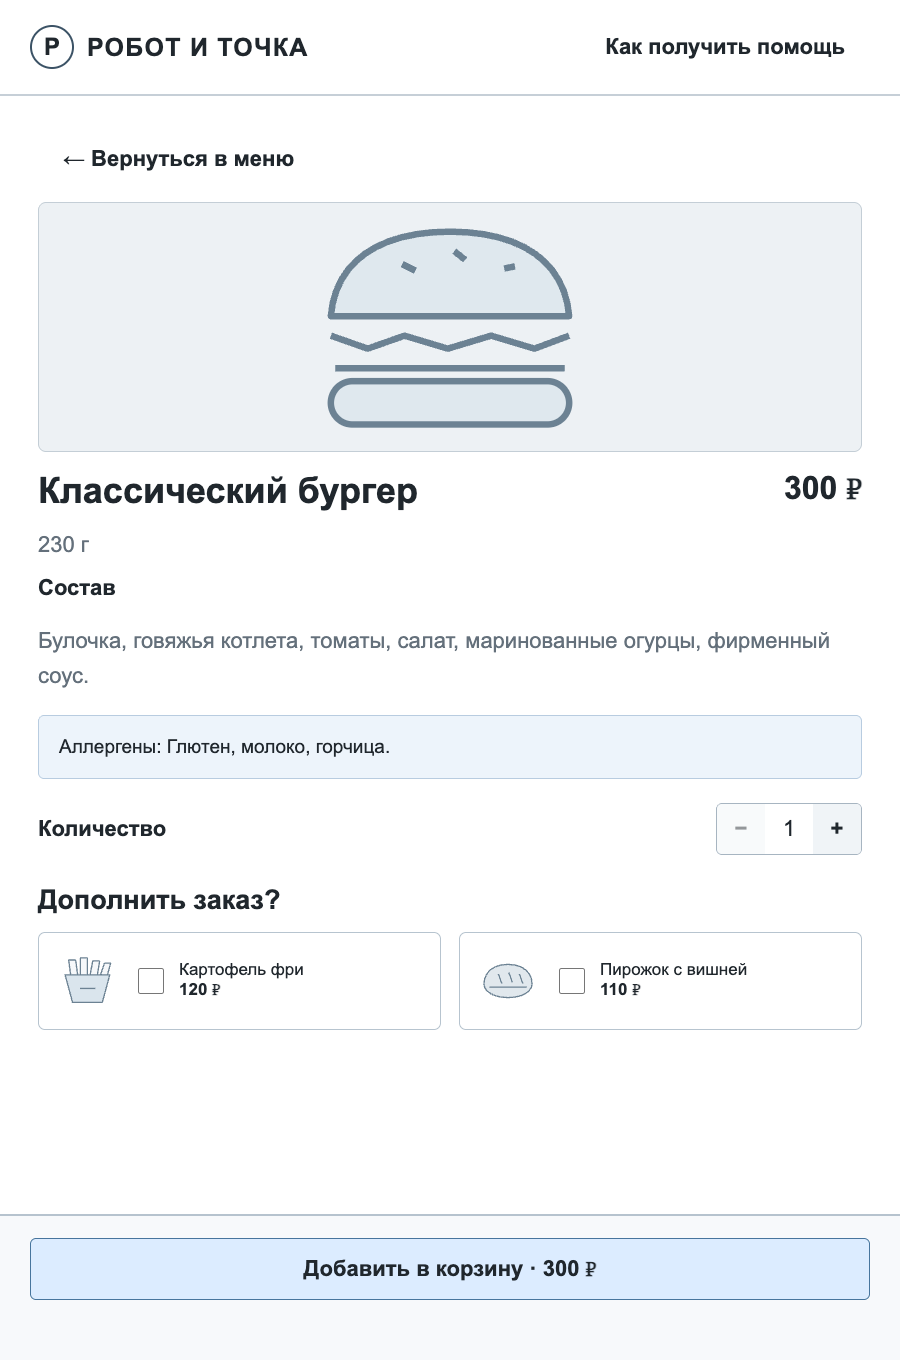 Р РОБОТ И ТОЧКА
Как получить помощь
← Вернуться в меню
Классический бургер
300 ₽
230 г
Состав
Булочка, говяжья котлета, томаты, салат, маринованные огурцы, фирменный
соус.
Аллергены: Глютен, молоко, горчица.
Количество
− 1 +
Дополнить заказ?
Картофель фри
120 ₽
Пирожок с вишней
110 ₽
Добавить в корзину · 300 ₽